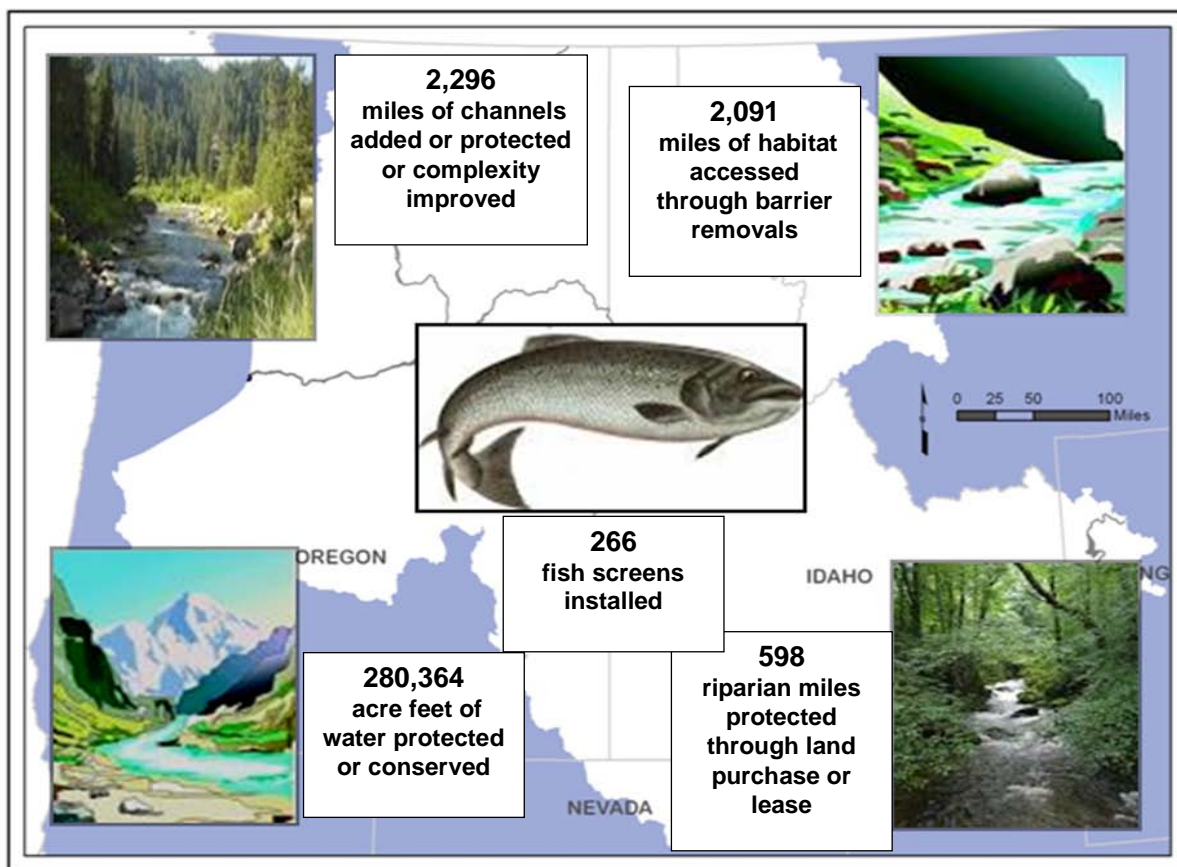 2,296
miles of channels
added or protected
or complexity
improved
2,091
miles of habitat
accessed
through barrier
removals
0 25 50 100
Miles
OREGON
266
fish screens
installed
IDAHO
NG
280,364
acre feet of
water protected
or conserved
598
riparian miles
protected
through land
purchase or
lease
NEVADA